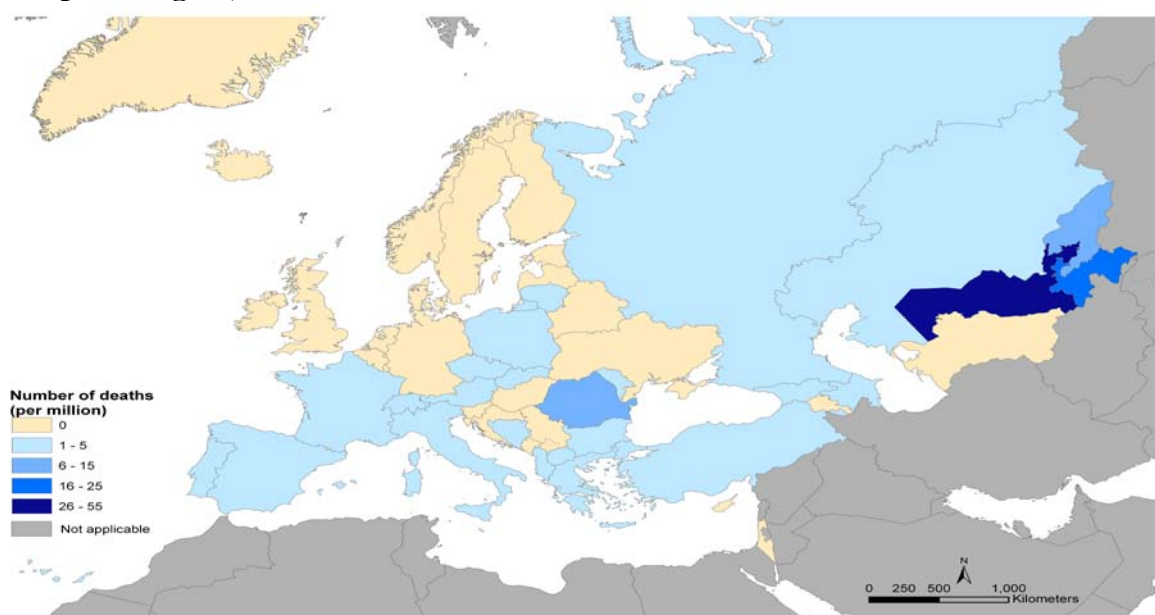 Number of deaths
(per million)
0
1 - 5
6 - 15
16 - 25
26 - 55
Not applicable
N
0 250 500 1,000
Kilometers